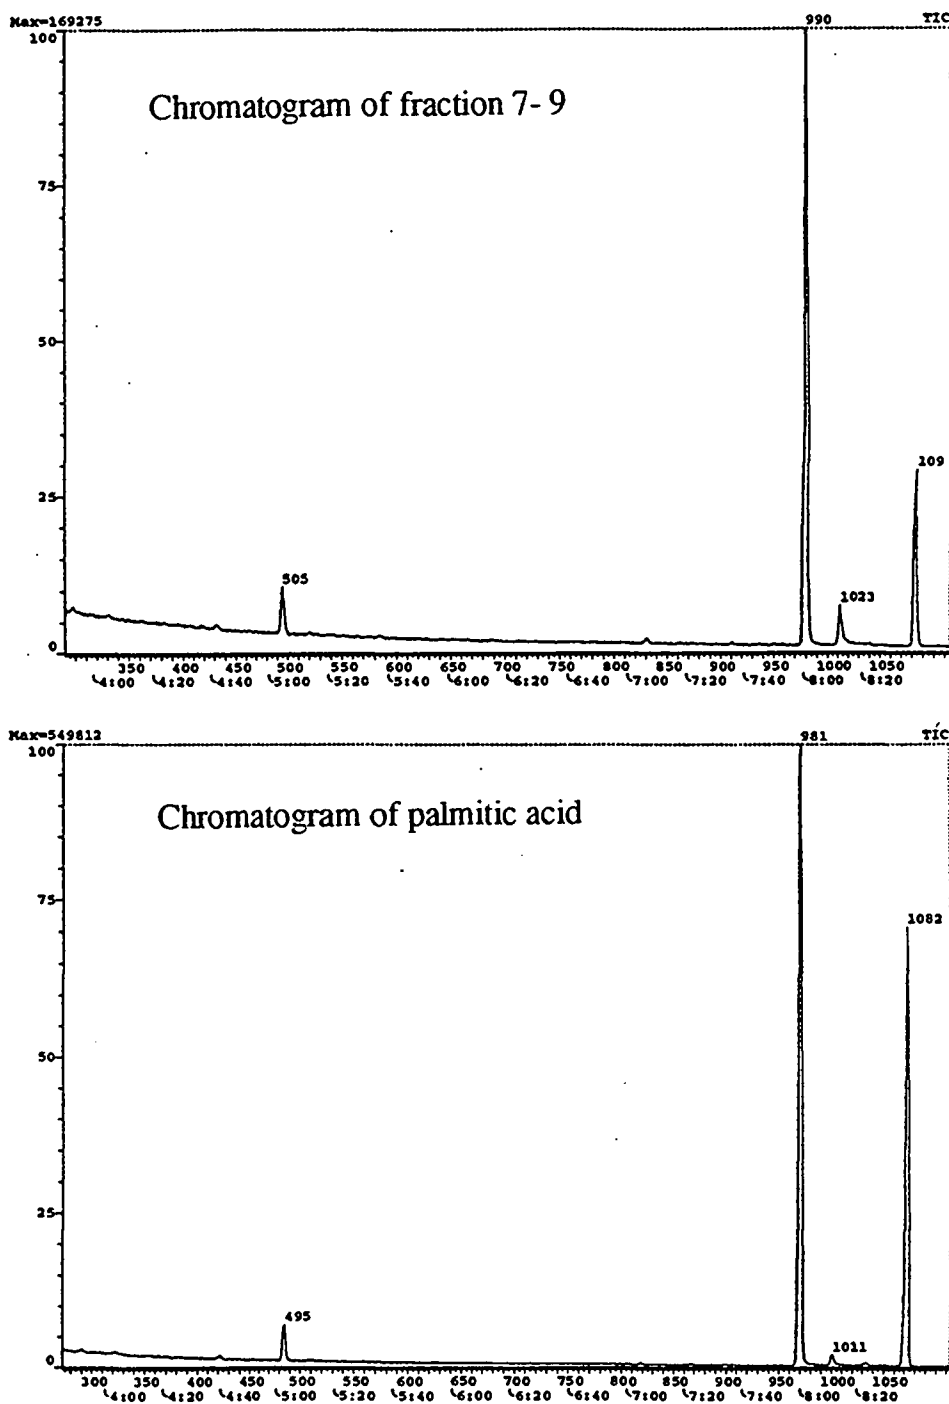 Max=169275 990 TIC
100
Chromatogram of fraction 7-9
75
50
109
25
505
1023
0
350 400 450 500 550 600 650 700 750 800 850 900 950 1000 1050
4:00 4:20 4:40 5:00 5:20 5:40 6:00 6:20 6:40 7:00 7:20 7:40 8:00 8:20
Max=549812 981 TIC
100
Chromatogram of palmitic acid
1082
75
50
25
495
1011
0
300 350 400 450 500 550 600 650 700 750 800 850 900 950 1000 1050
4:00 4:20 4:40 5:00 5:20 5:40 6:00 6:20 6:40 7:00 7:20 7:40 8:00 8:20